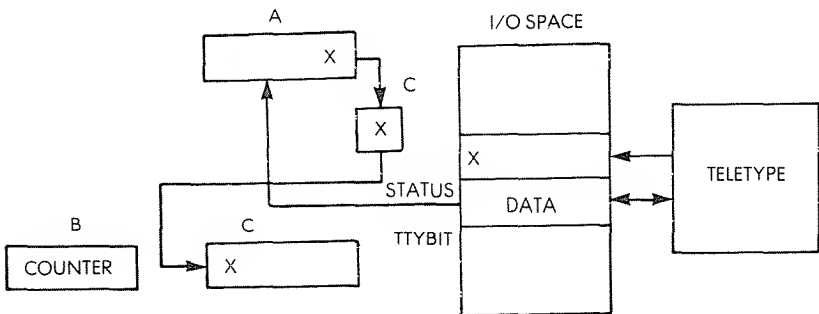 A
I/O SPACE
X
C
X
X
TELETYPE
STATUS
DATA
B
C
TTYBIT
COUNTER
X